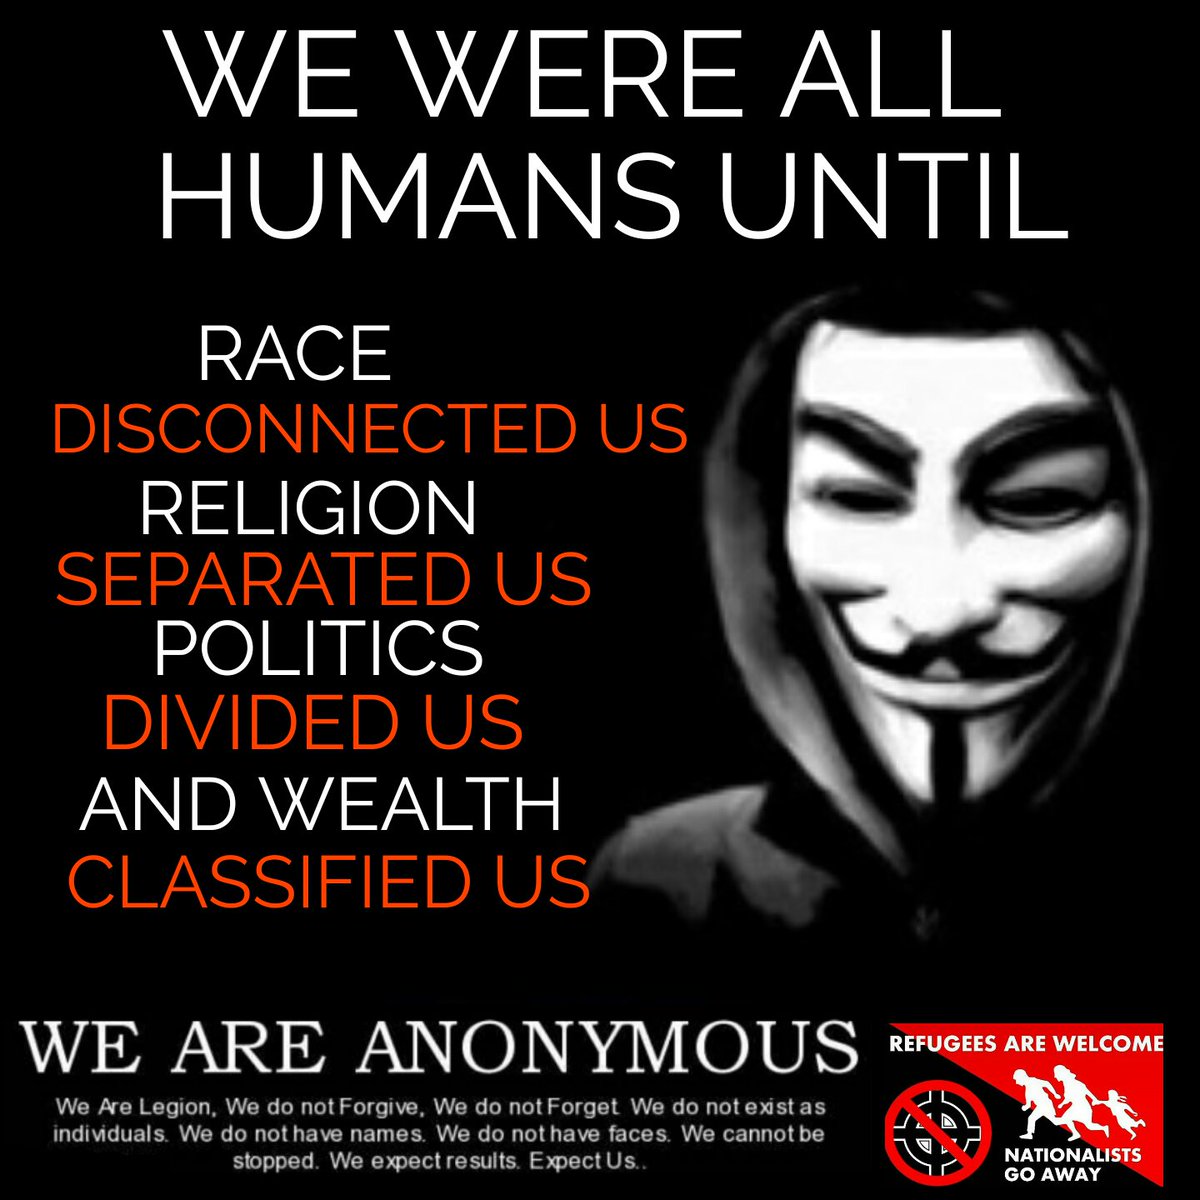 WE WERE ALL
HUMANS UNTIL
RACE
DISCONNECTED US
RELIGION
SEPARATED US
POLITICS
DIVIDED US
AND WEALTH
CLASSIFIED US
WE ARE ANONYMOUS
We Are Legion, We do not Forgive, We do not Forget. We do not exist as
individuals. We do not have names. We do not have faces. We cannot be
stopped. We expect results. Expect Us..
REFUGEES ARE WELCOME
NATIONALISTS
GO AWAY